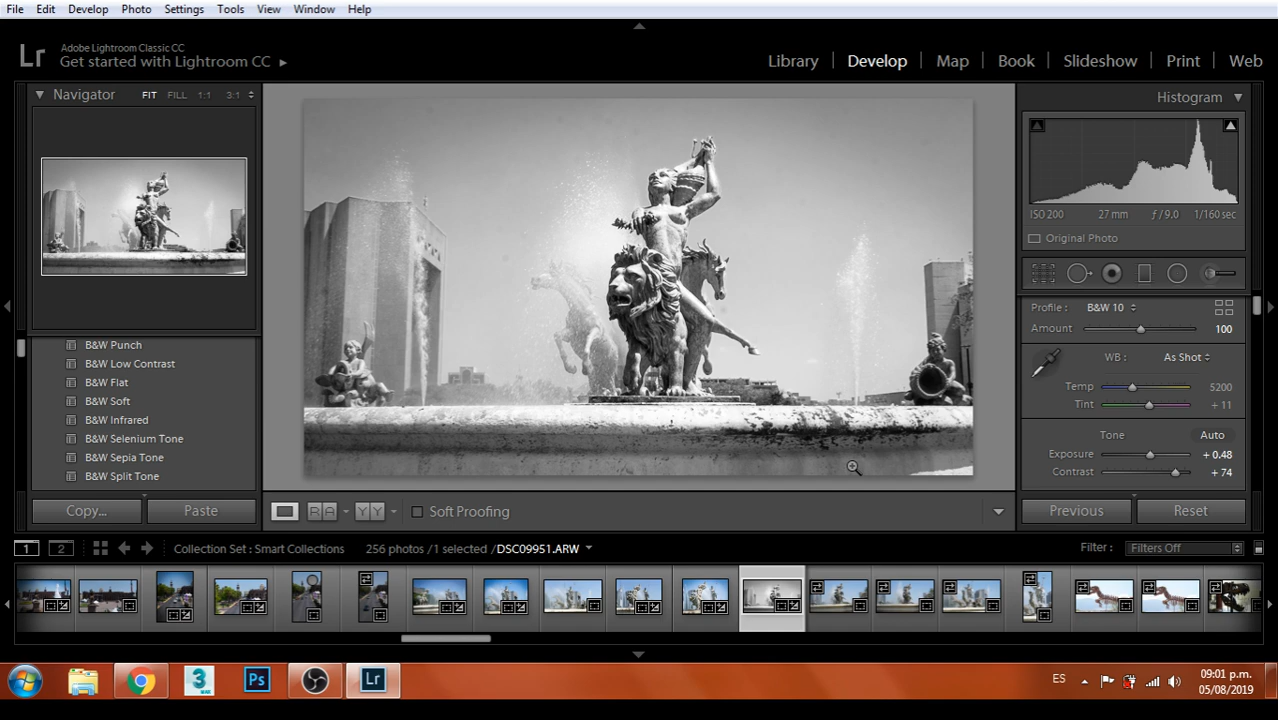 File Edit Develop Photo Settings Tools View Window Help
Lr Adobe Lightroom Classic CC
Get started with Lightroom CC
Library Develop Map Book Slideshow Print Web
Navigator FIT FILL 1:1 3:1
Histogram
ISO 200 27 mm ƒ / 9.0 1/160 sec
Original Photo
Profile : B&W 10
Amount 100
WB : As Shot
Temp 5200
Tint + 11
Tone Auto
Exposure + 0.48
Contrast + 74
B&W Punch
B&W Low Contrast
B&W Flat
B&W Soft
B&W Infrared
B&W Selenium Tone
B&W Sepia Tone
B&W Split Tone
Copy... Paste
R A Y Y Soft Proofing
Previous Reset
1 2 Collection Set : Smart Collections 256 photos / 1 selected / DSC09951.ARW
Filter : Filters Off
3 MAX Ps Lr
ES 09:01 p.m.
05/08/2019